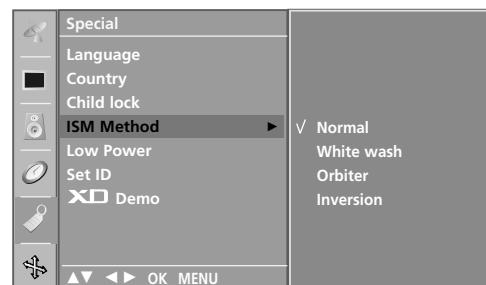 Special
Language
Country
Child lock
ISM Method ►
Low Power
Set ID
XD Demo
▲▼ ◄► OK MENU
√ Normal
White wash
Orbiter
Inversion